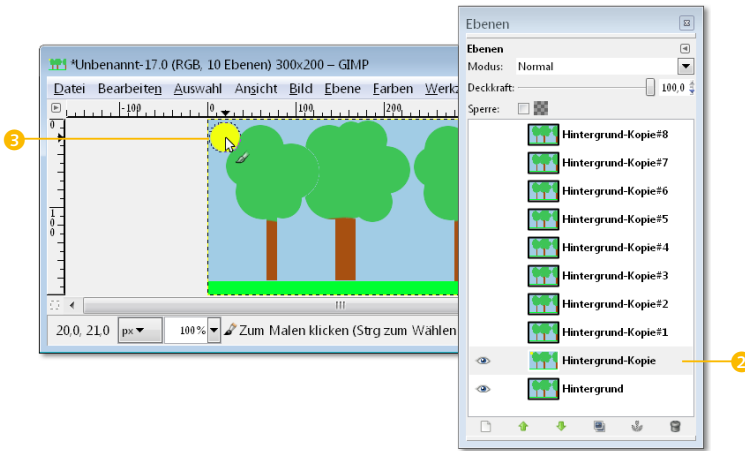 Ebenen
Ebenen
Modus: Normal
Deckkraft: 100,0
Sperre:
Hintergrund-Kopie#8
Hintergrund-Kopie#7
Hintergrund-Kopie#6
Hintergrund-Kopie#5
Hintergrund-Kopie#4
Hintergrund-Kopie#3
Hintergrund-Kopie#2
Hintergrund-Kopie#1
Hintergrund-Kopie
Hintergrund
2
*Unbenannt-17.0 (RGB, 10 Ebenen) 300x200 – GIMP
Datei Bearbeiten Auswahl Ansicht Bild Ebene Farben Werkz
-100 0 100 200
0
100
3
20,0, 21,0 px 100 % Zum Malen klicken (Strg zum Wählen